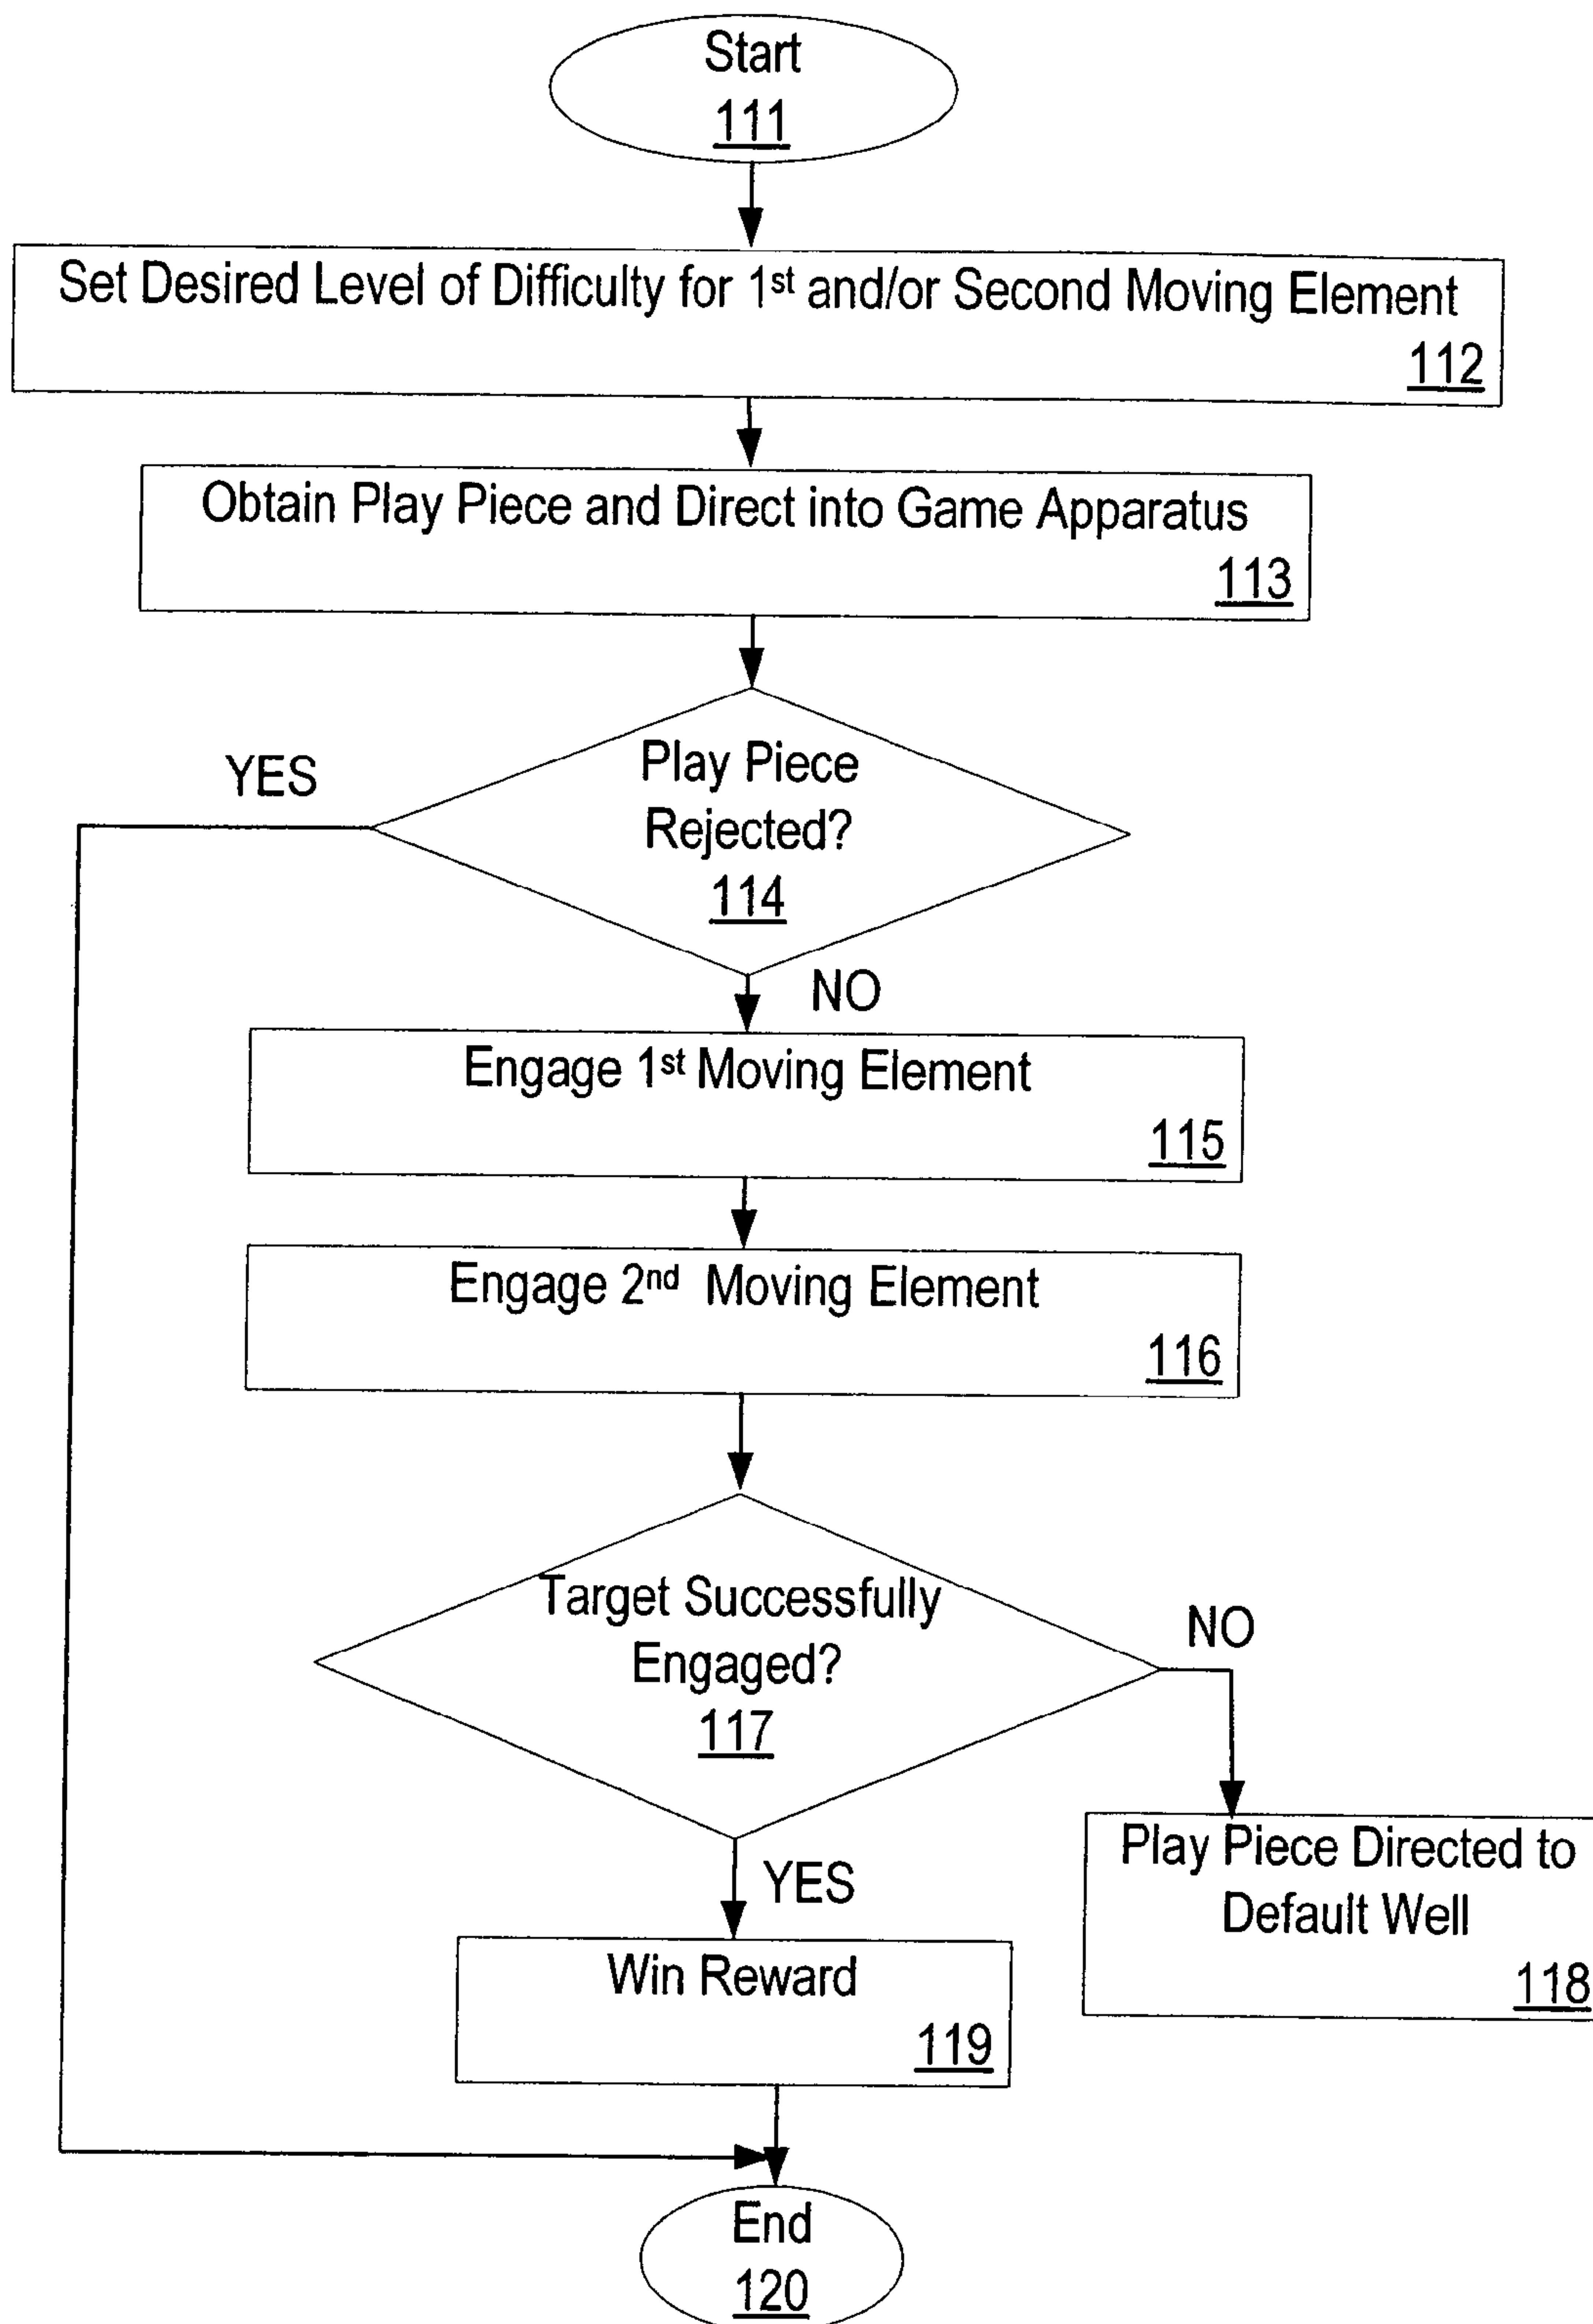 Start
111
Set Desired Level of Difficulty for 1st and/or Second Moving Element
112
Obtain Play Piece and Direct into Game Apparatus
113
Play Piece
Rejected?
114
YES
NO
Engage 1st Moving Element
115
Engage 2nd Moving Element
116
Target Successfully
Engaged?
117
NO
YES
Play Piece Directed to
Default Well
118
Win Reward
119
End
120